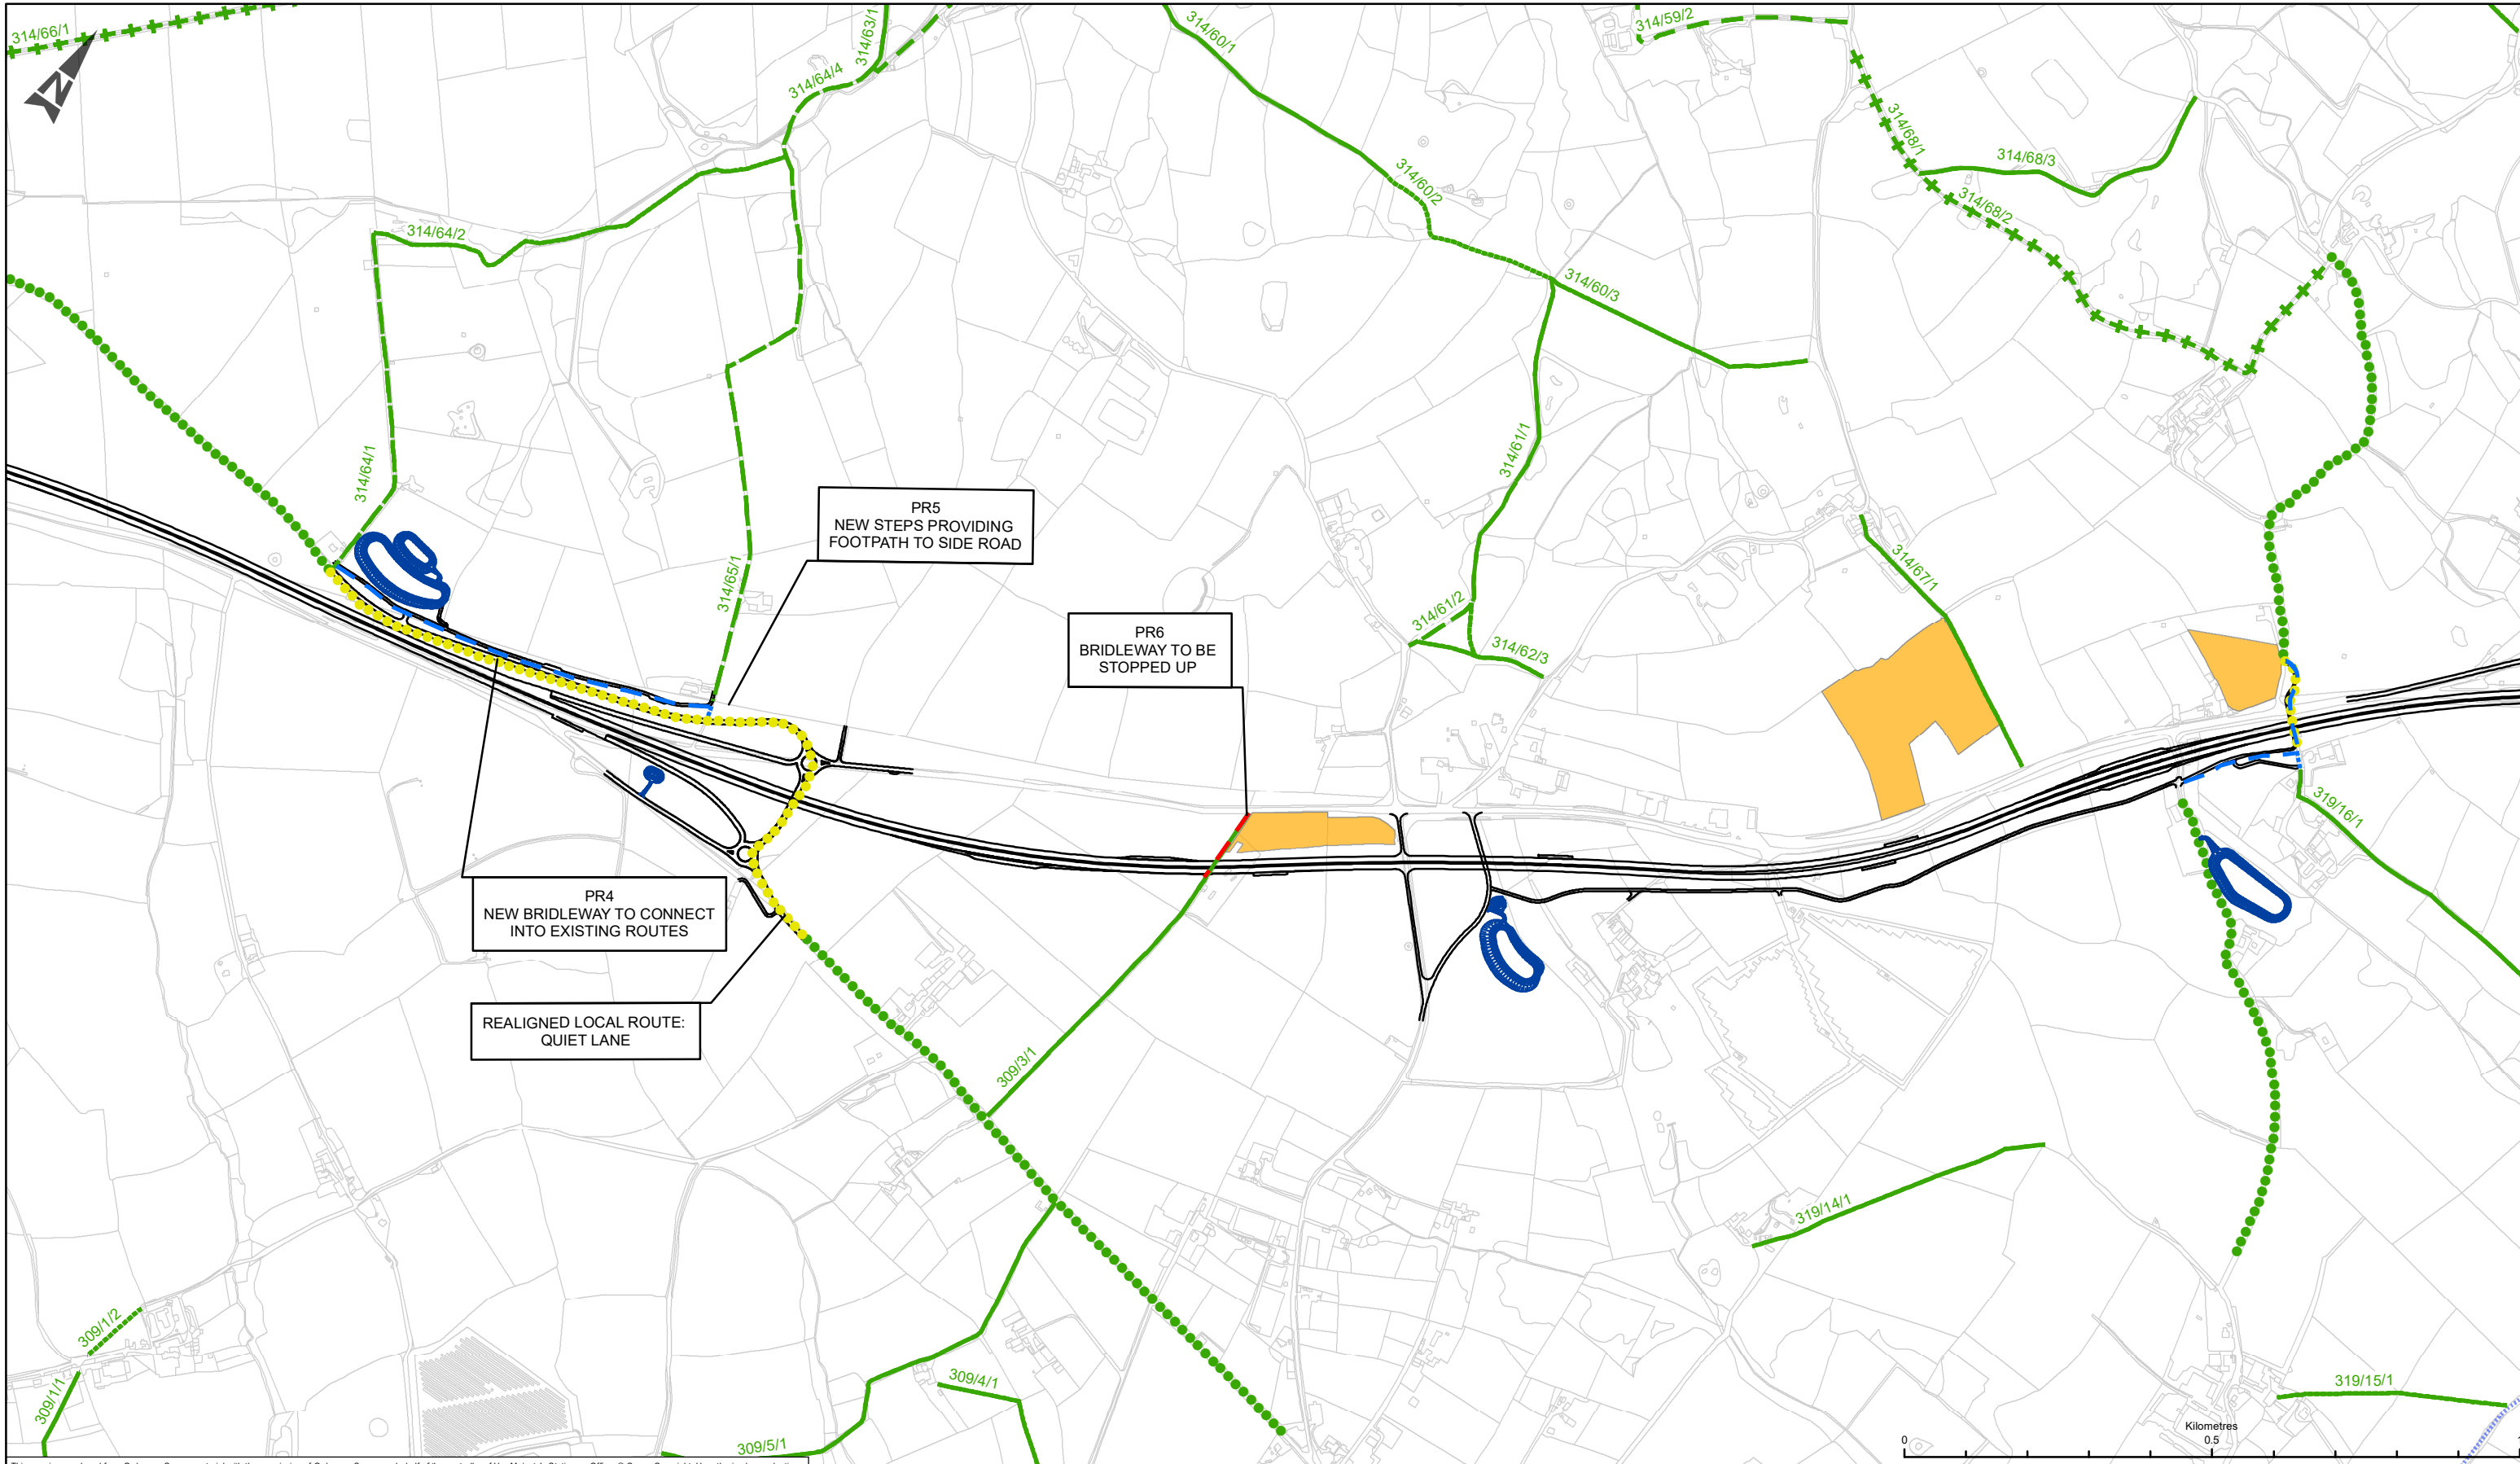 314/66/1
N
314/63/1
314/64/4
314/60/1
314/59/2
314/60/2
314/68/1
314/68/3
314/68/2
314/64/2
314/60/3
314/64/1
314/61/1
PR5
NEW STEPS PROVIDING
FOOTPATH TO SIDE ROAD
314/65/1
314/67/1
314/61/2
314/62/3
PR6
BRIDLEWAY TO BE
STOPPED UP
319/16/1
PR4
NEW BRIDLEWAY TO CONNECT
INTO EXISTING ROUTES
REALIGNED LOCAL ROUTE:
QUIET LANE
309/3/1
319/14/1
309/1/2
309/1/1
309/4/1
309/5/1
319/15/1
Kilometres
0
0.5
1